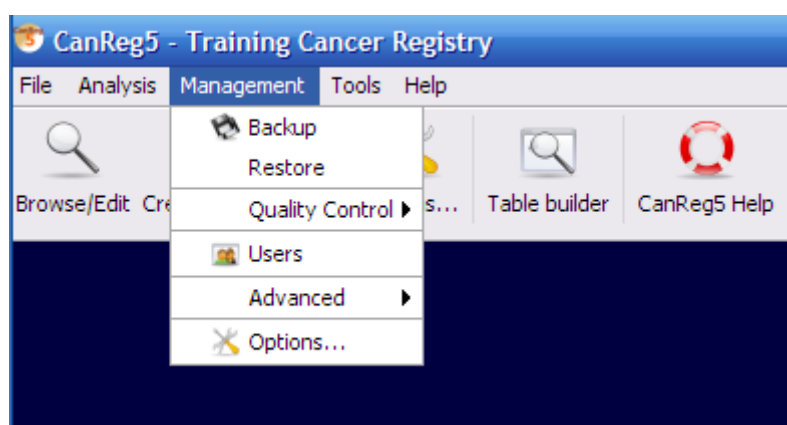 CanReg5 - Training Cancer Registry
File Analysis Management Tools Help
Backup
Restore
Browse/Edit Cre s... Table builder CanReg5 Help
Quality Control
Users
Advanced
Options...